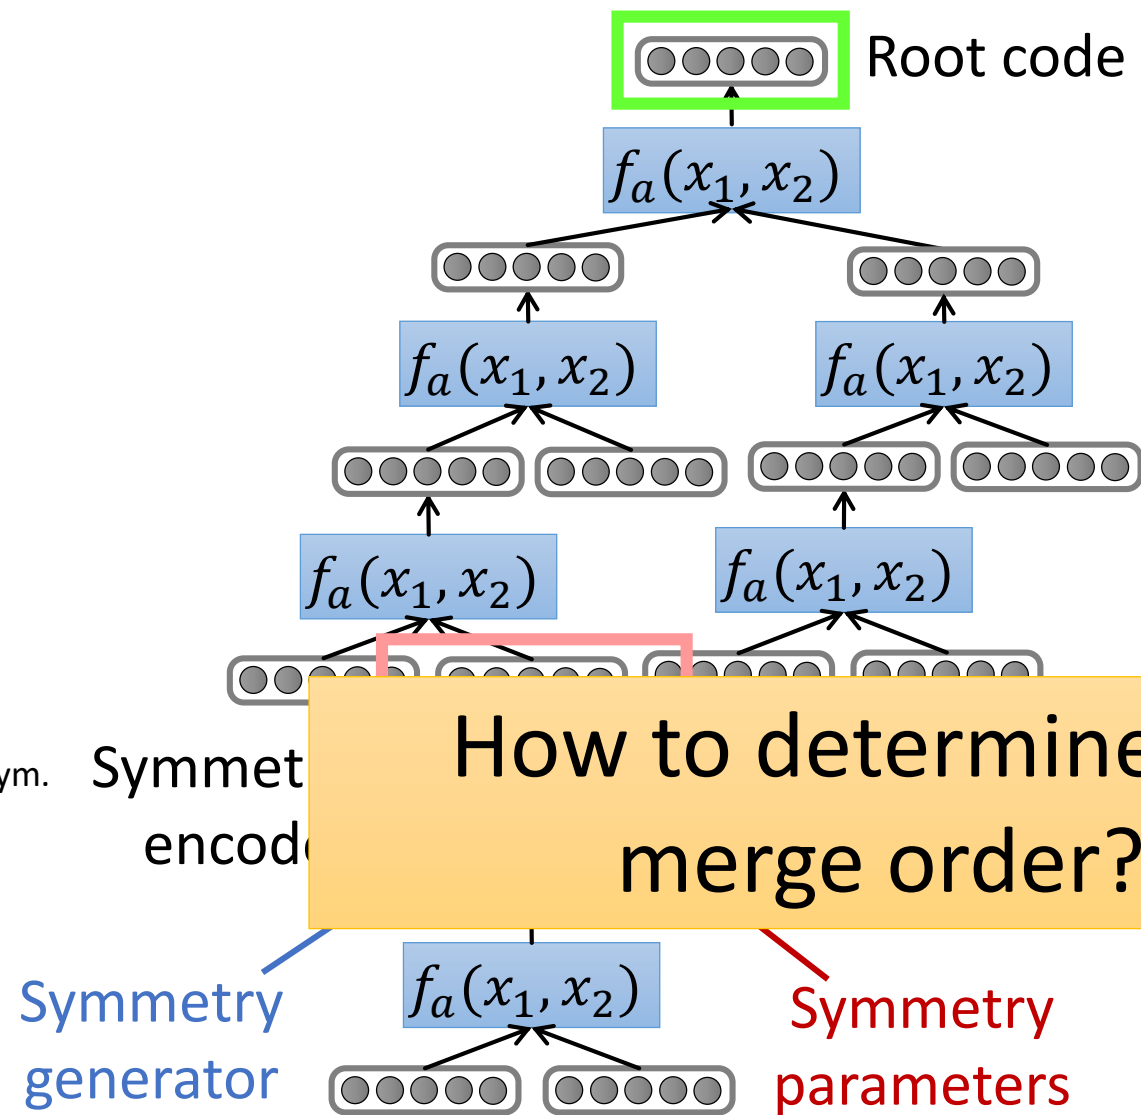 Root code
fₐ(x₁, x₂)
fₐ(x₁, x₂)
fₐ(x₁, x₂)
fₐ(x₁, x₂)
fₐ(x₁, x₂)
How to determine
merge order?
ym.
Symmet
encod
fₐ(x₁, x₂)
Symmetry
generator
Symmetry
parameters